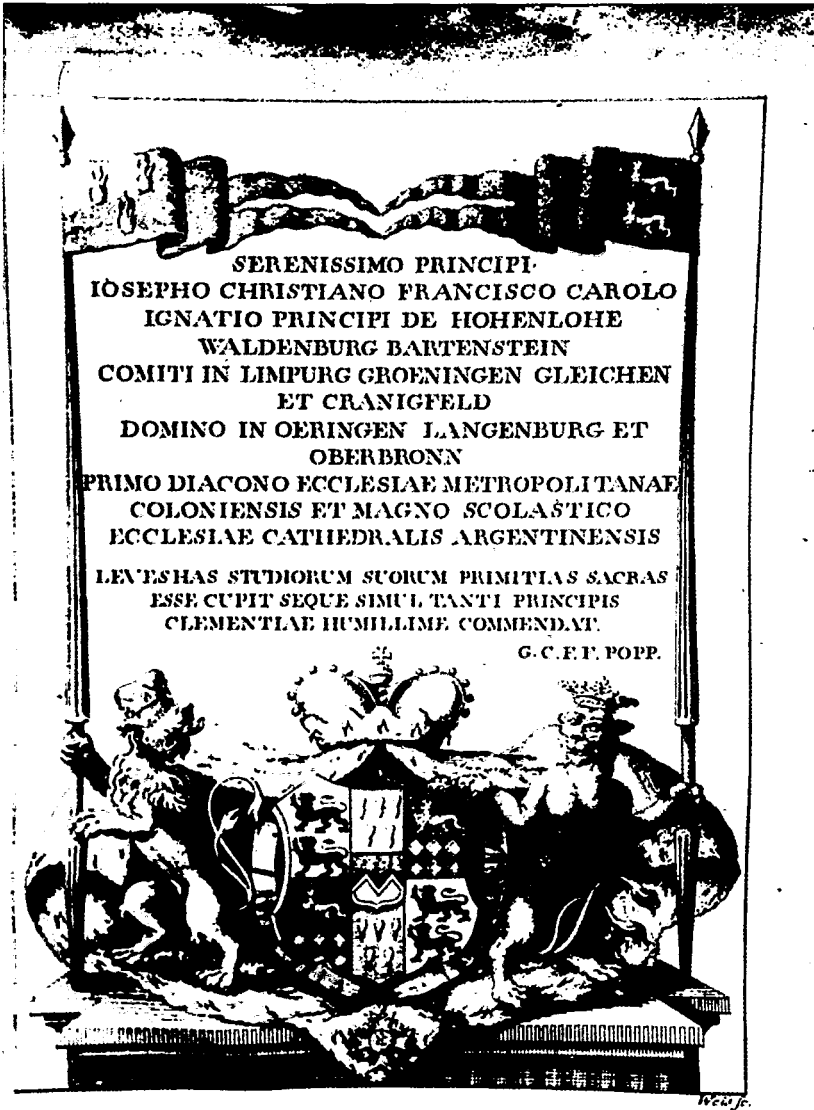 SERENISSIMO PRINCIPI
IOSEPHO CHRISTIANO FRANCISCO CAROLO
IGNATIO PRINCIPI DE HOHENLOHE
WALDENBURG BARTENSTEIN
COMITI IN LIMPURG GROENINGEN GLEICHEN
ET CRANIGFELD
DOMINO IN OERINGEN LANGENBURG ET
OBERBRONN
PRIMO DIACONO ECCLESIAE METROPOLITANAE
COLONIENSIS ET MAGNO SCOLASTICO
ECCLESIAE CATHEDRALIS ARGENTINENSIS
LEVES HAS STUDIORUM SUORUM PRIMITIAS SACRAS
ESSE CUPIT SEQUE SIMUL TANTI PRINCIPIS
CLEMENTIAE HUMILLIME COMMENDAT.
G. C. F. F. POPP.
Weis sc.